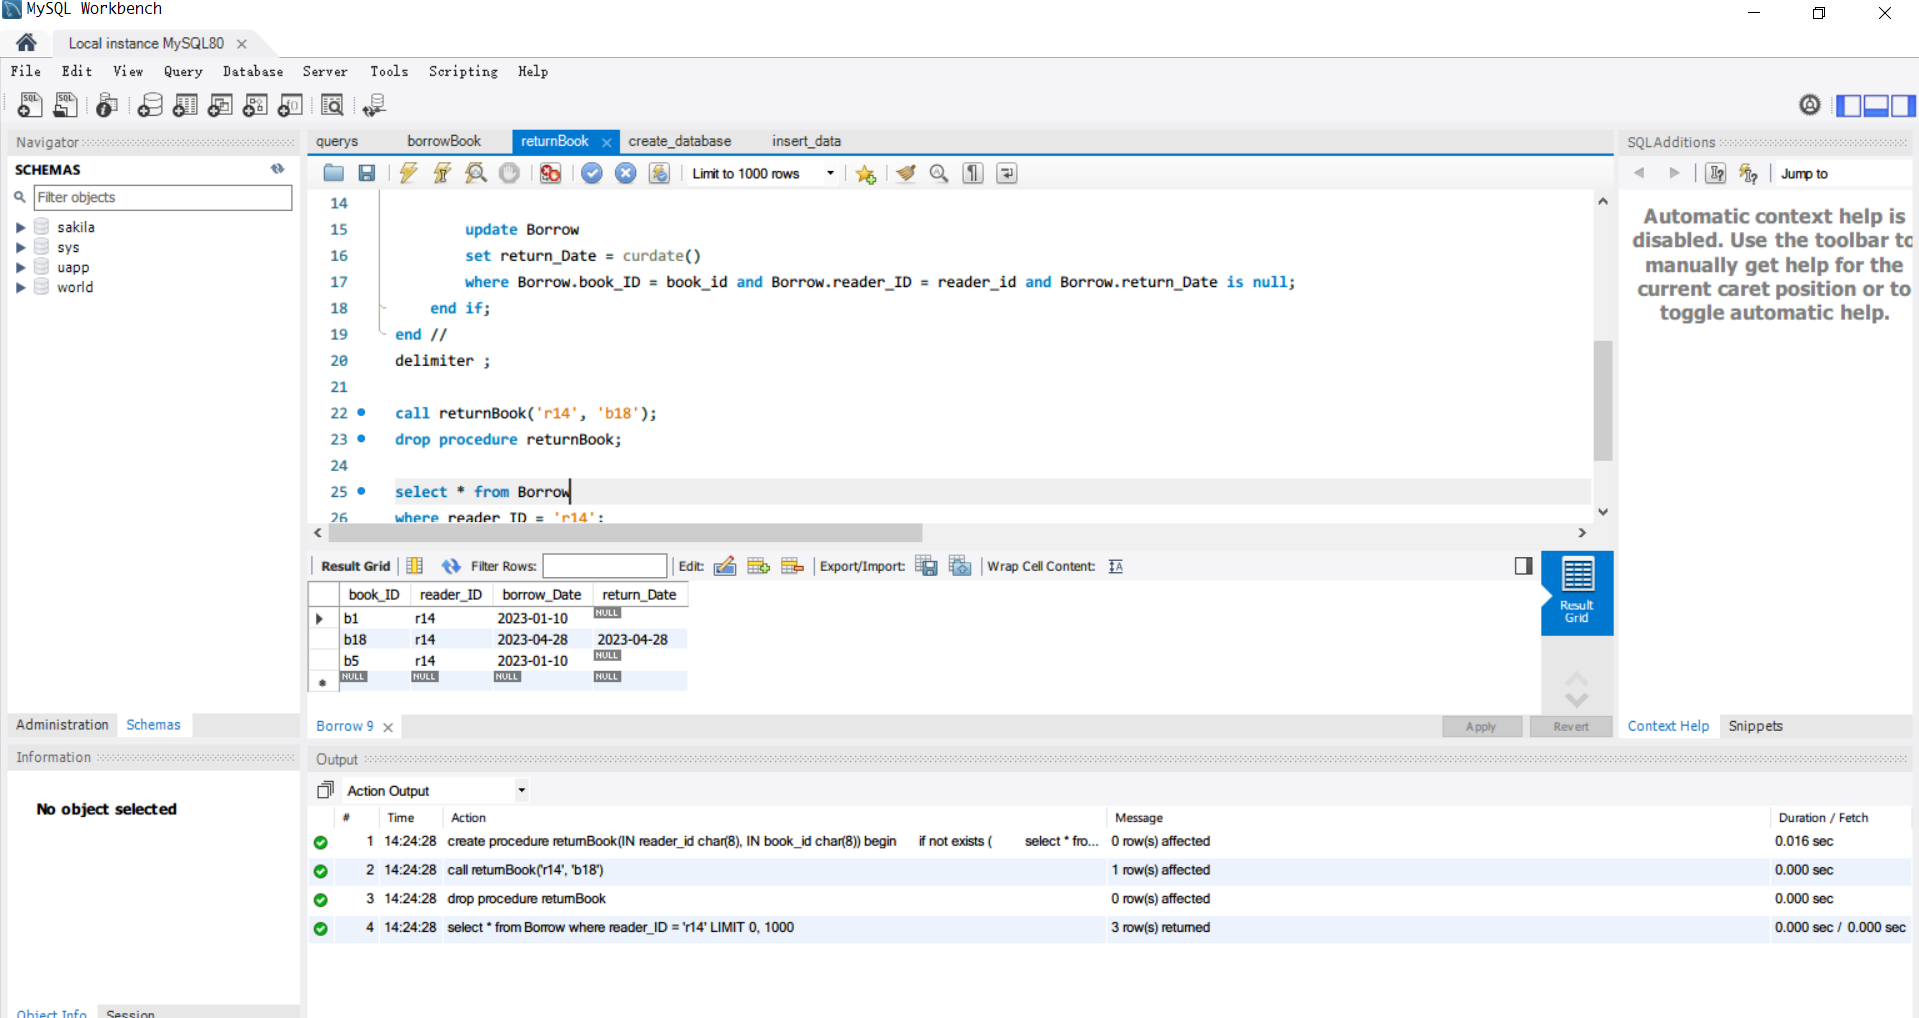 MySQL Workbench
Local instance MySQL80
File Edit View Query Database Server Tools Scripting Help
Navigator
SCHEMAS
Filter objects
sakila
sys
uapp
world
Administration Schemas
Information
No object selected
Object Info Session
querys borrowBook returnBook create_database insert_data
Limit to 1000 rows
14
15 update Borrow
16 set return_Date = curdate()
17 where Borrow.book_ID = book_id and Borrow.reader_ID = reader_id and Borrow.return_Date is null;
18 end if;
19 end //
20 delimiter ;
21
22 call returnBook('r14', 'b18');
23 drop procedure returnBook;
24
25 select * from Borrow
26 where reader_ID = 'r14';
Result Grid Filter Rows: Edit: Export/Import: Wrap Cell Content:
book_ID reader_ID borrow_Date return_Date
b1 r14 2023-01-10 NULL
b18 r14 2023-04-28 2023-04-28
b5 r14 2023-01-10 NULL
NULL NULL NULL NULL
Result
Grid
Borrow 9
Apply Revert
Output
Action Output
# Time Action Message Duration / Fetch
1 14:24:28 create procedure returnBook(IN reader_id char(8), IN book_id char(8)) begin if not exists ( select * fro... 0 row(s) affected 0.016 sec
2 14:24:28 call returnBook('r14', 'b18') 1 row(s) affected 0.000 sec
3 14:24:28 drop procedure returnBook 0 row(s) affected 0.000 sec
4 14:24:28 select * from Borrow where reader_ID = 'r14' LIMIT 0, 1000 3 row(s) returned 0.000 sec / 0.000 sec
SQLAdditions
Jump to
Automatic context help is
disabled. Use the toolbar to
manually get help for the
current caret position or to
toggle automatic help.
Context Help Snippets